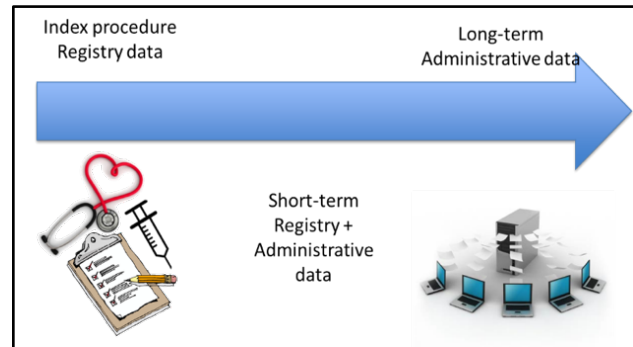 Index procedure
Registry data
Long-term
Administrative data
Short-term
Registry +
Administrative
data